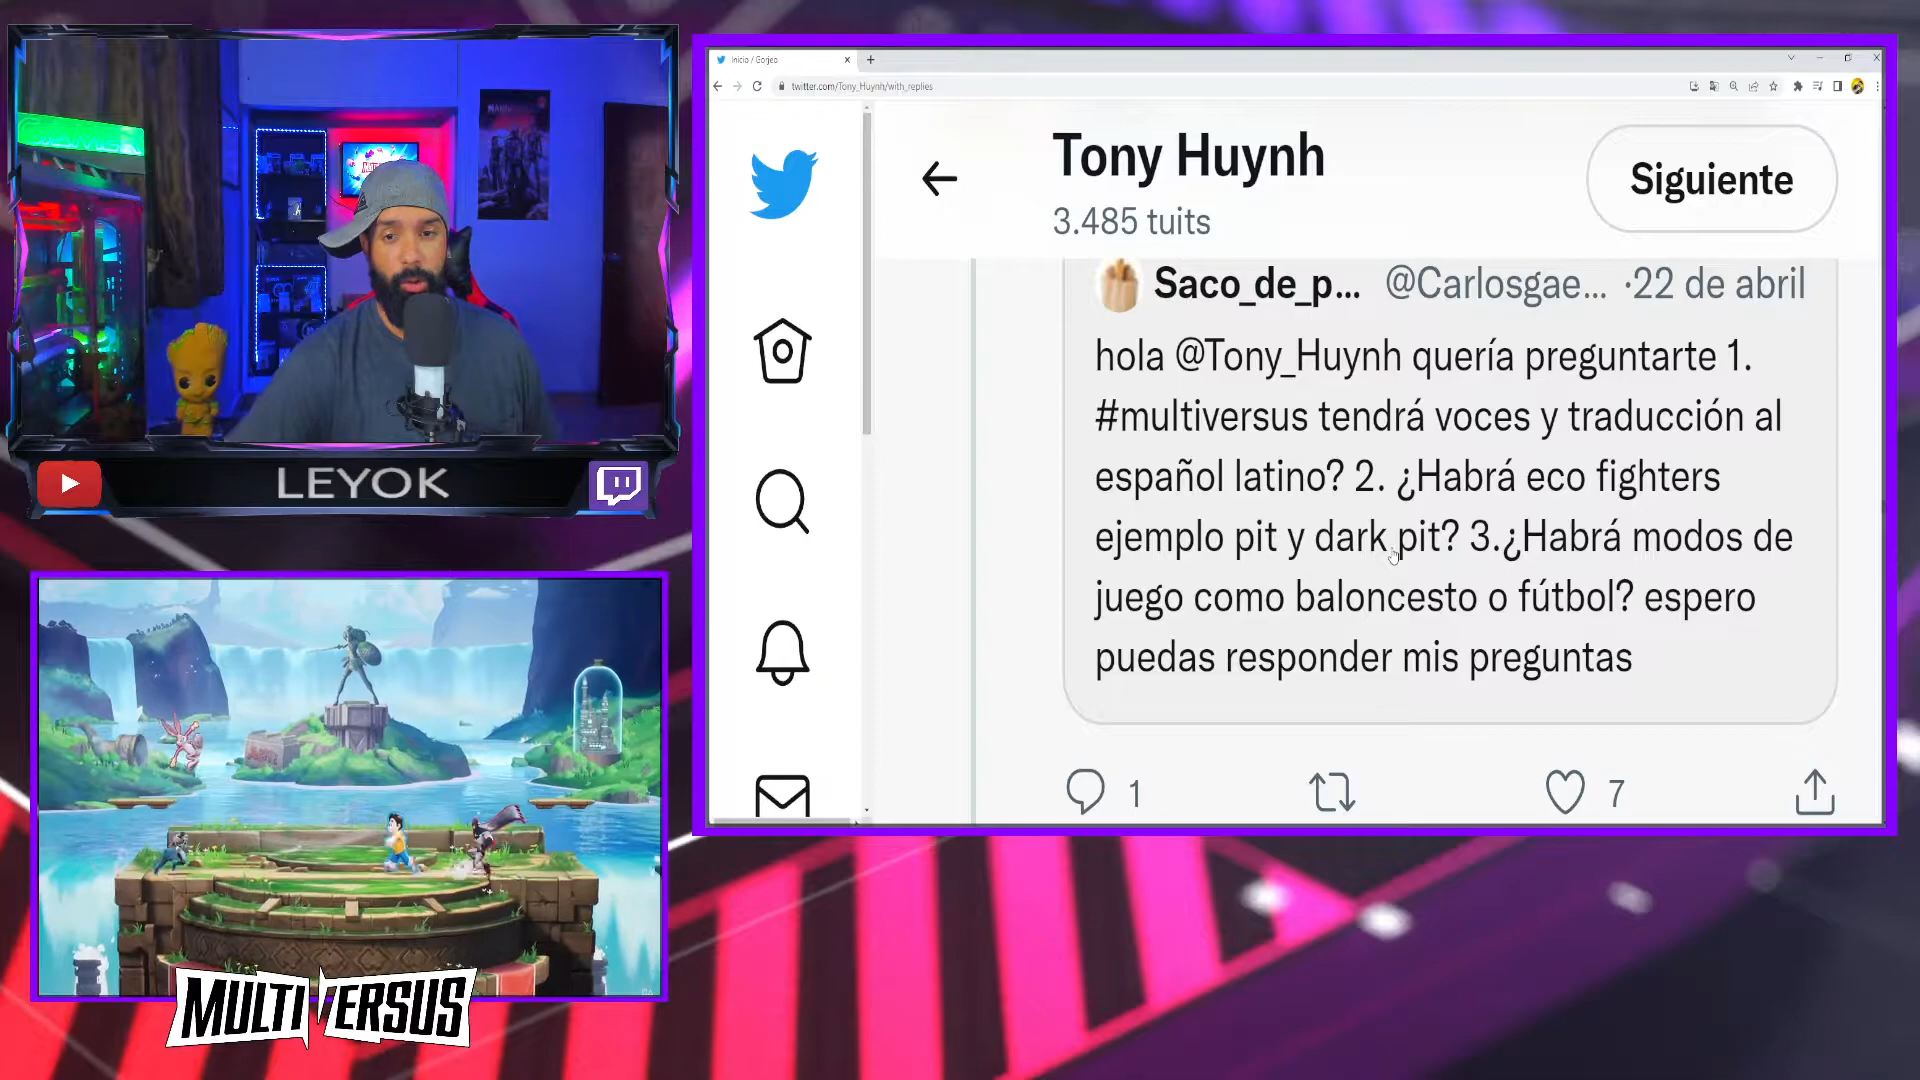 GAMER
LEYOK
MULTIVERSUS
Inicio / Gorjeo
twitter.com/Tony_Huynh/with_replies
Tony Huynh
3.485 tuits
Siguiente
Saco_de_p... @Carlosgae... ·22 de abril
hola @Tony_Huynh quería preguntarte 1.
#multiversus tendrá voces y traducción al
español latino? 2. ¿Habrá eco fighters
ejemplo pit y dark pit? 3.¿Habrá modos de
juego como baloncesto o fútbol? espero
puedas responder mis preguntas
1 7